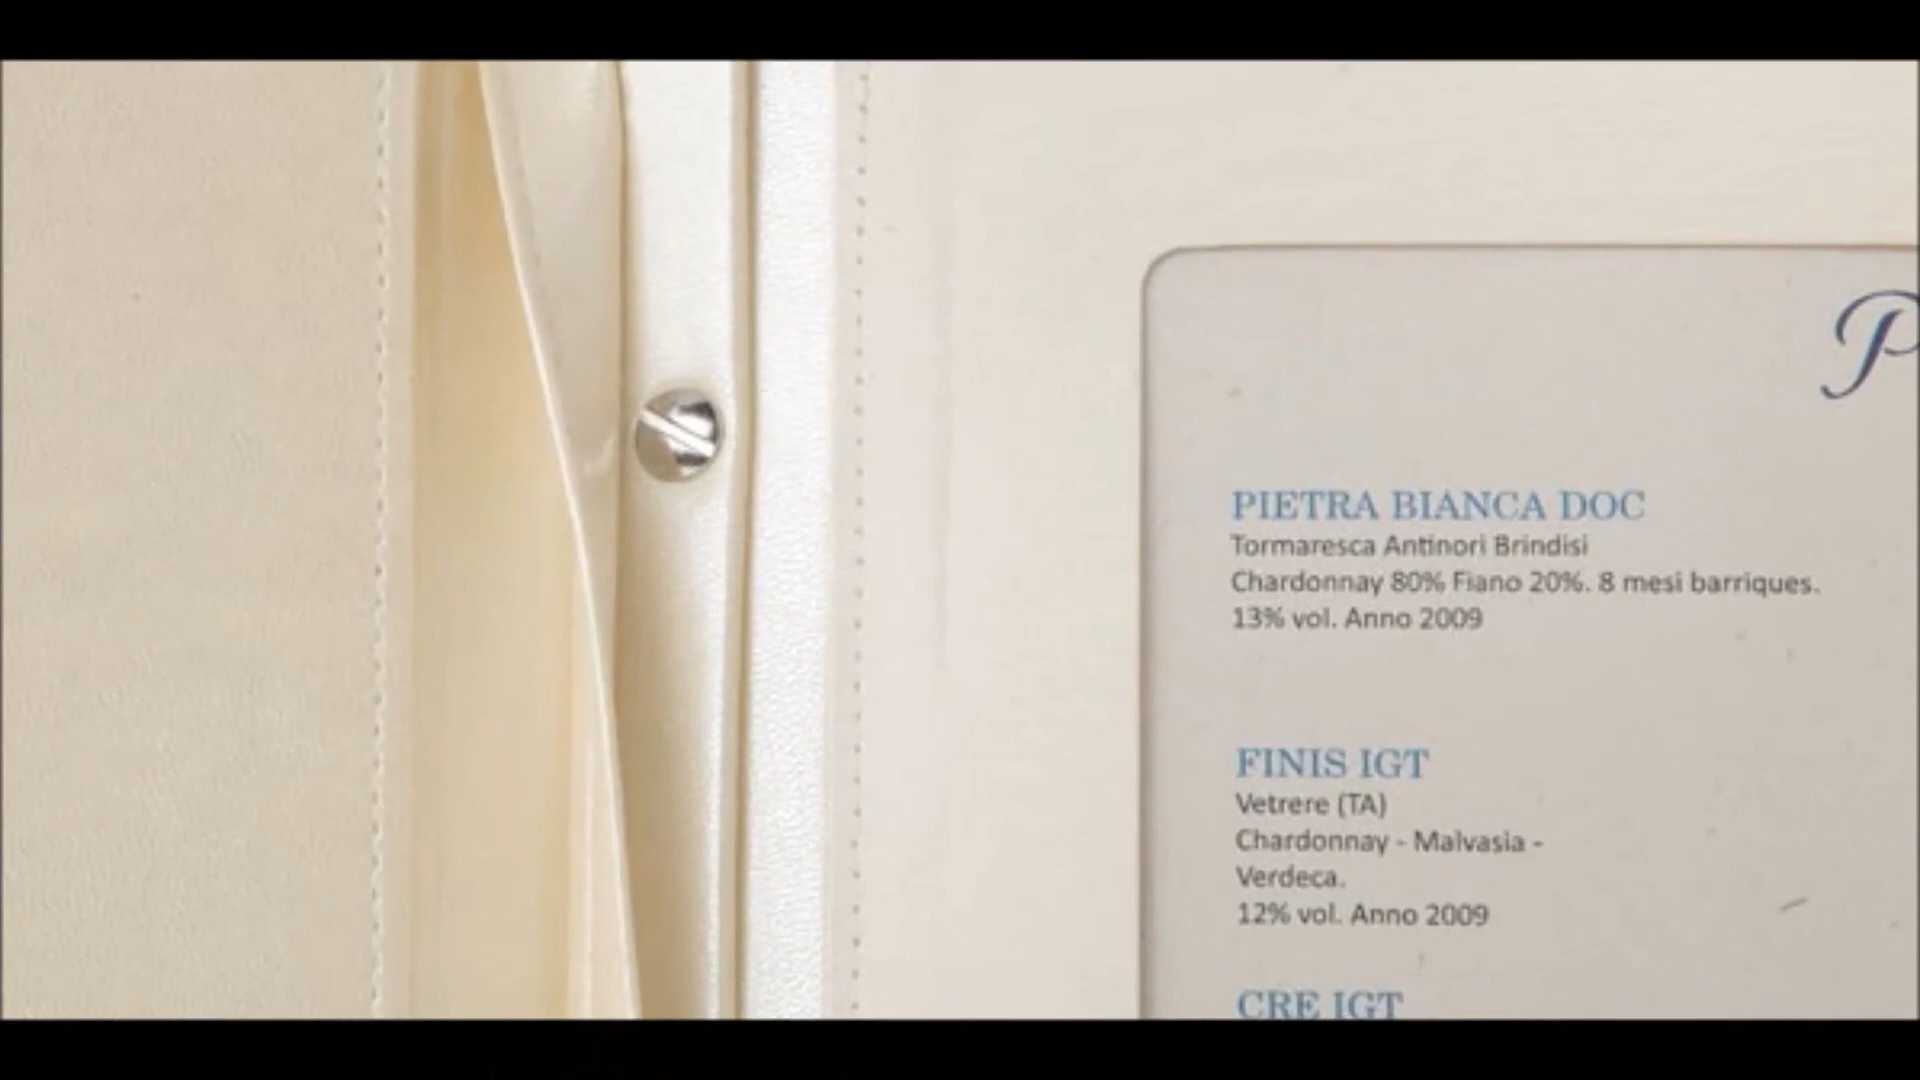 P
PIETRA BIANCA DOC
Tormaresca Antinori Brindisi
Chardonnay 80% Fiano 20%. 8 mesi barriques.
13% vol. Anno 2009
FINIS IGT
Vetrere (TA)
Chardonnay - Malvasia -
Verdeca.
12% vol. Anno 2009
CRE IGT